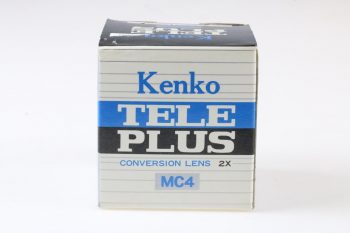 Kenko
TELE
PLUS
CONVERSION LENS 2X
MC4